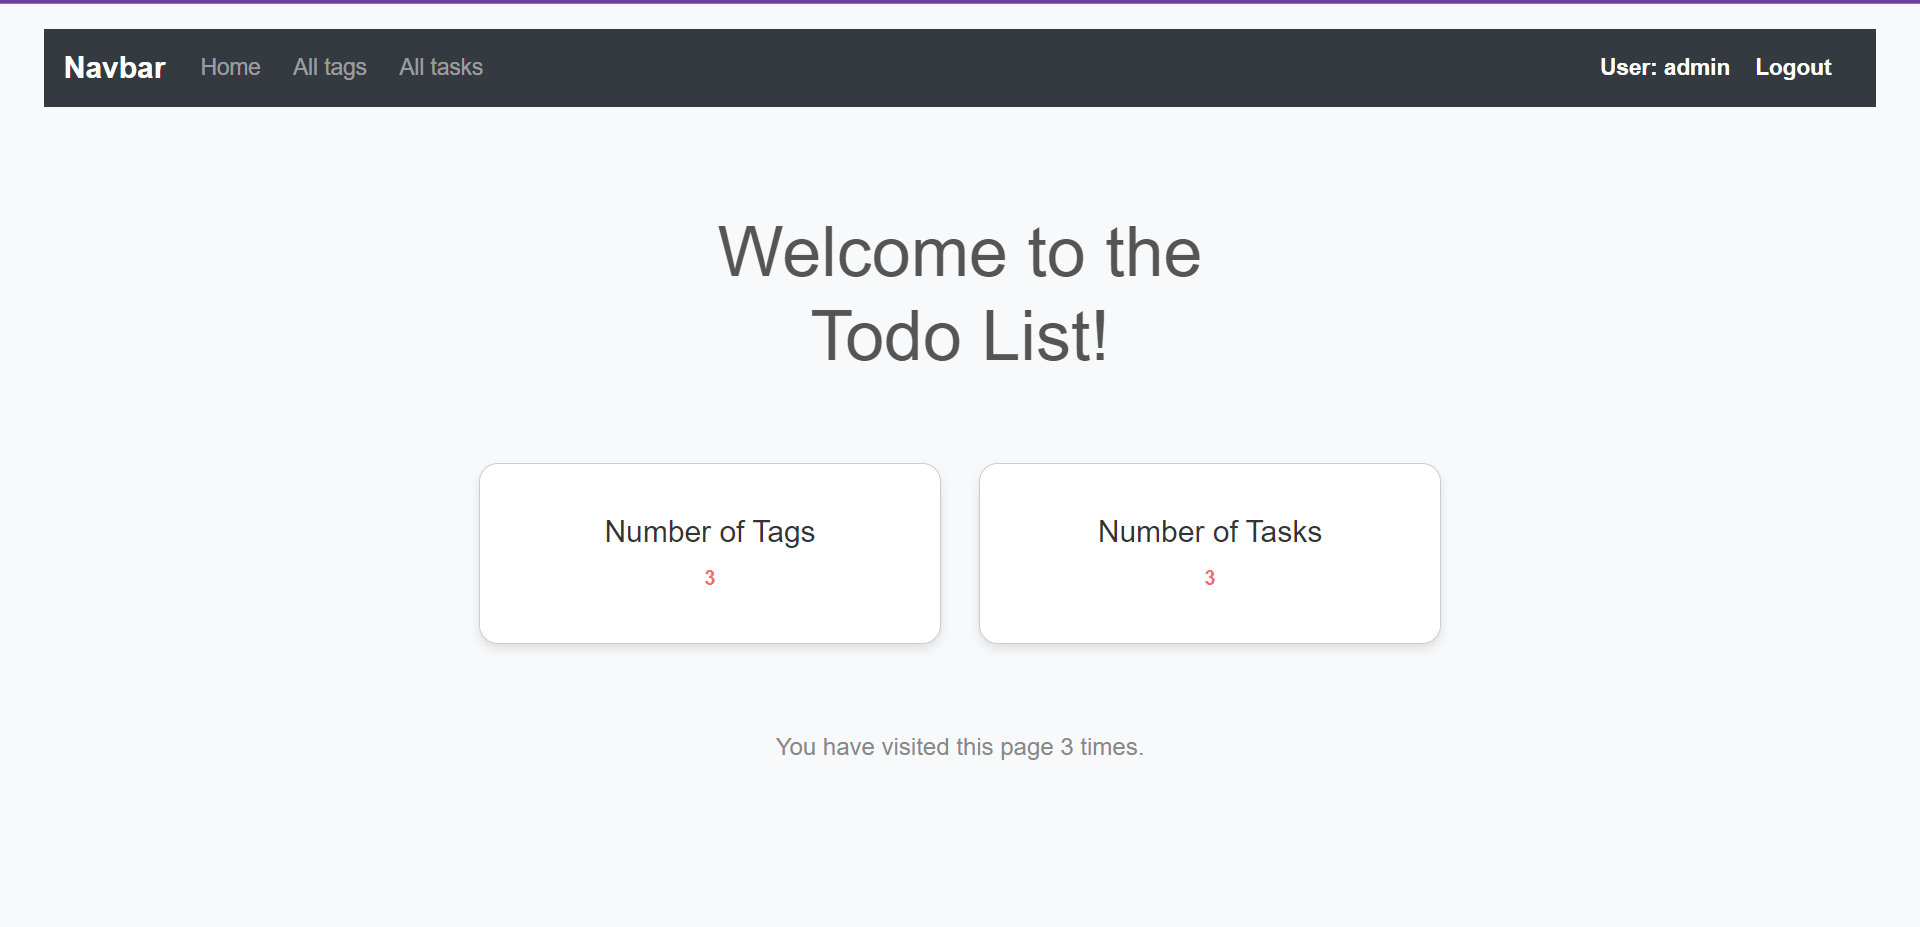 Navbar Home All tags All tasks User: admin Logout
Welcome to the
Todo List!
Number of Tags
3
Number of Tasks
3
You have visited this page 3 times.